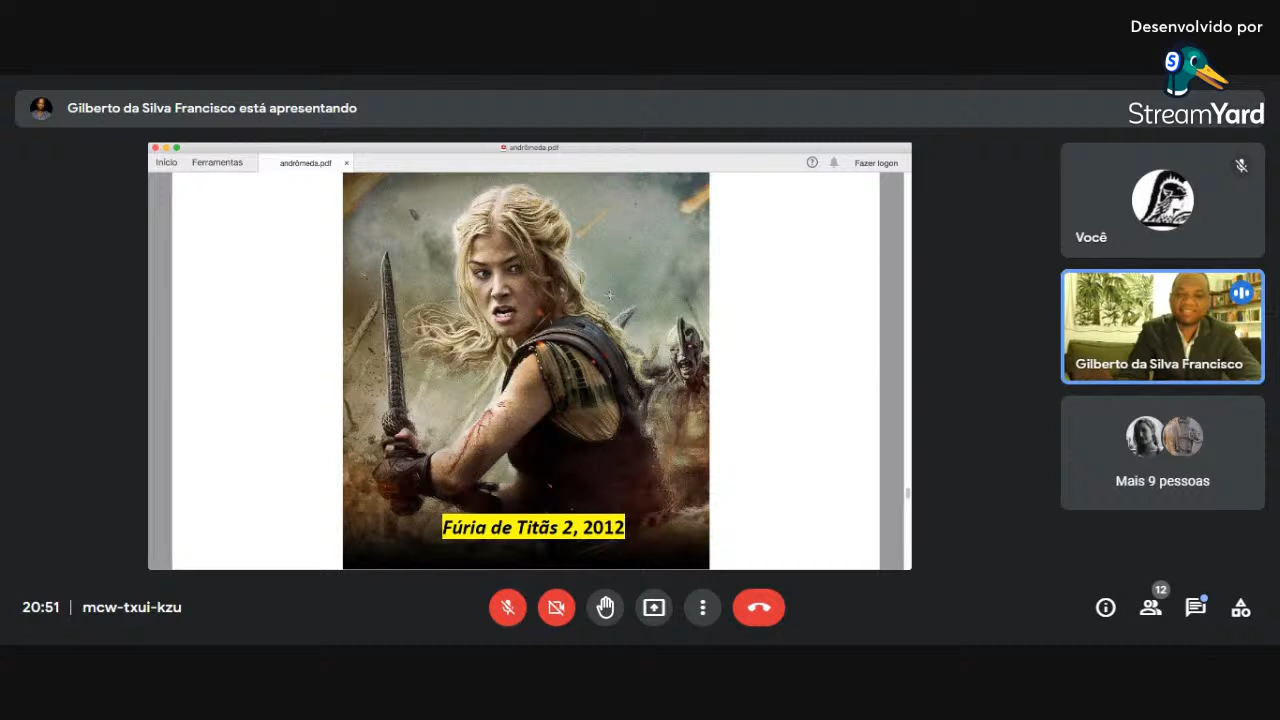 Desenvolvido por
S
StreamYard
Gilberto da Silva Francisco está apresentando
andrômeda.pdf
Início Ferramentas andrômeda.pdf × ? Fazer logon
Você
Gilberto da Silva Francisco
Mais 9 pessoas
Fúria de Titãs 2, 2012
20:51 | mcw-txui-kzu
12